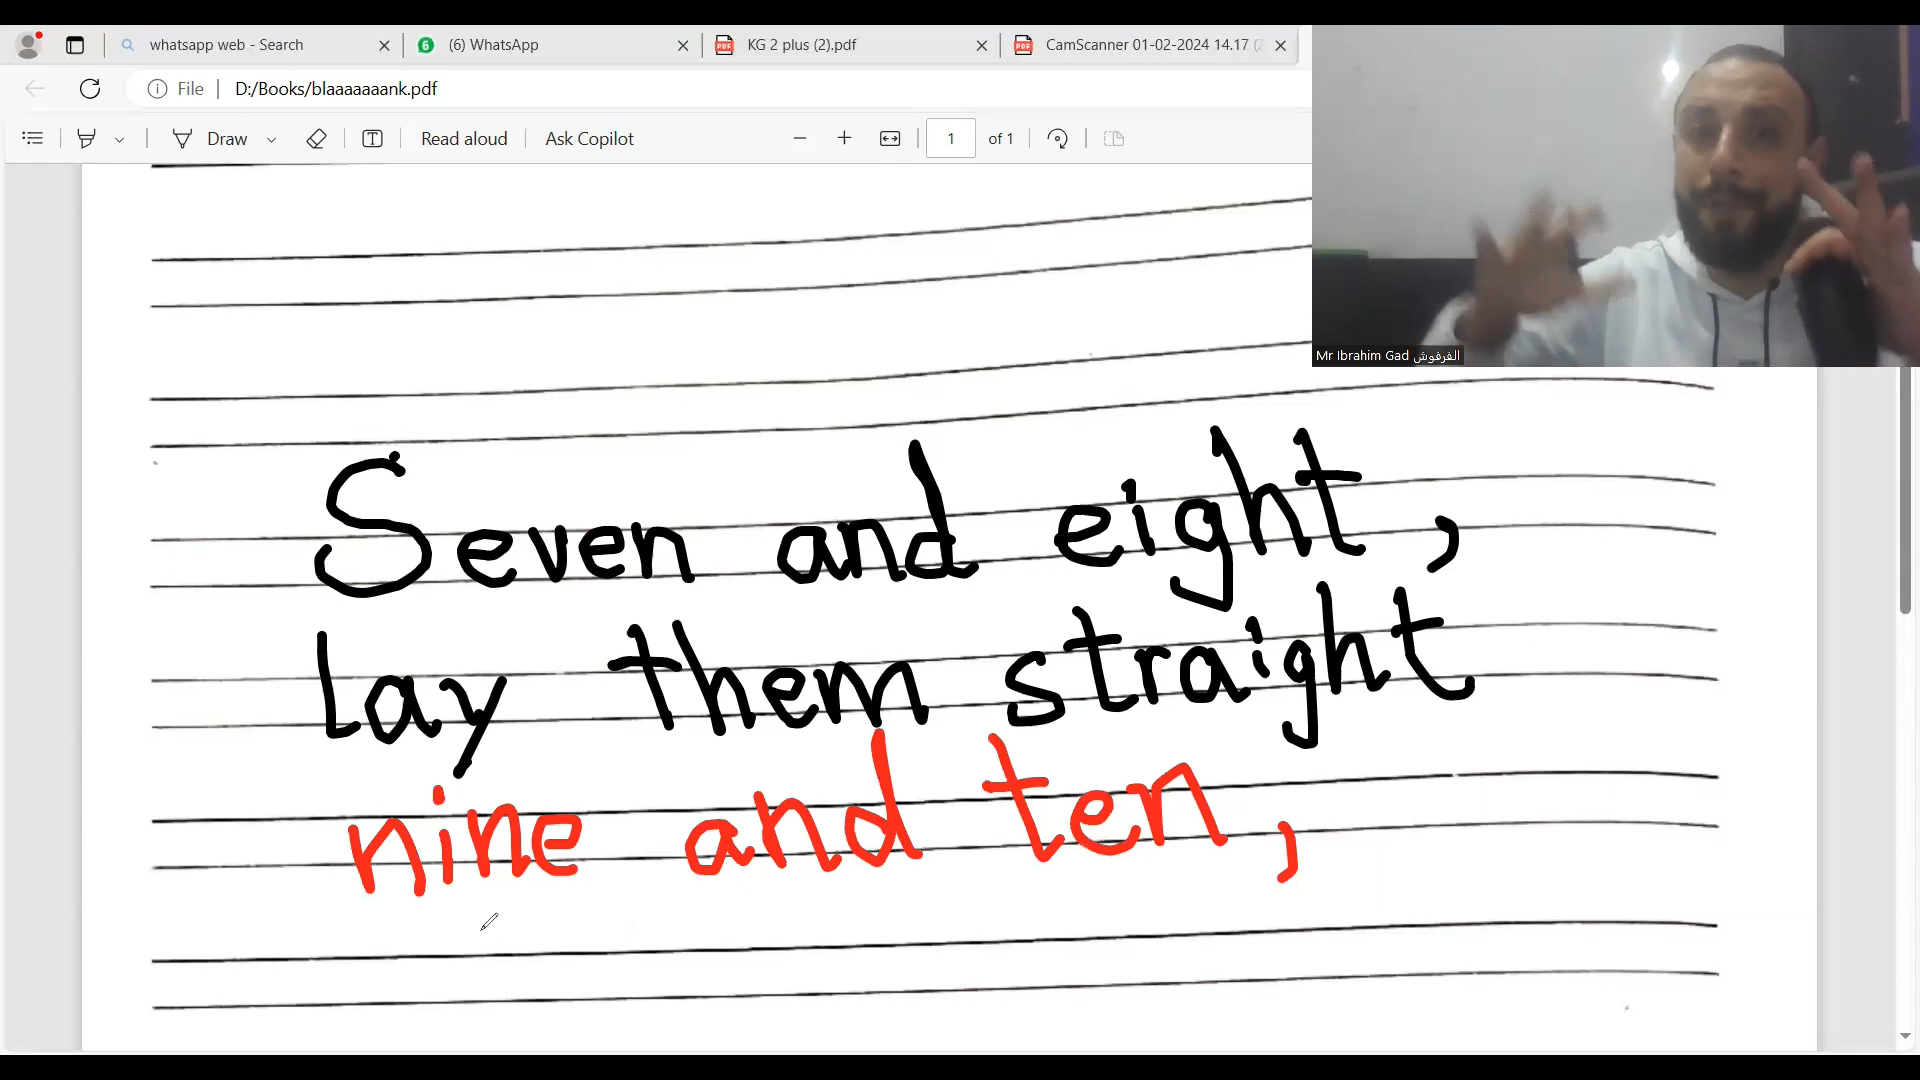 whatsapp web - Search
6
(6) WhatsApp
KG 2 plus (2).pdf
CamScanner 01-02-2024 14.17 (2
File
D:/Books/blaaaaaaank.pdf
Draw
Read aloud
Ask Copilot
1 of 1
Mr Ibrahim Gad الفرفوش
Seven and eight,
lay them straight
nine and ten,